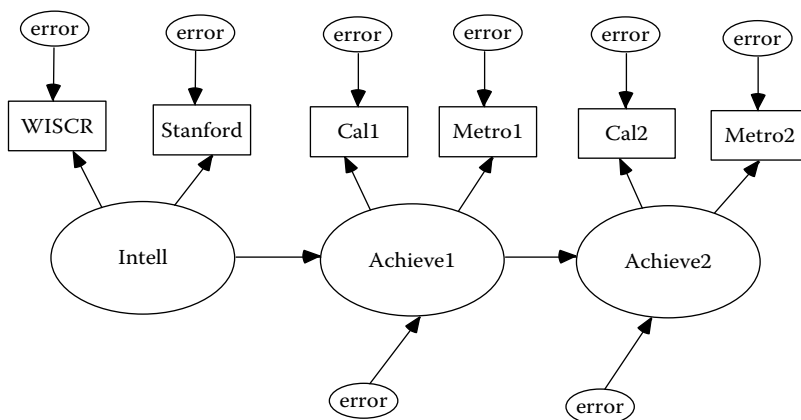 error
error
error
error
error
error
WISCR
Stanford
Cal1
Metro1
Cal2
Metro2
Intell
Achieve1
Achieve2
error
error